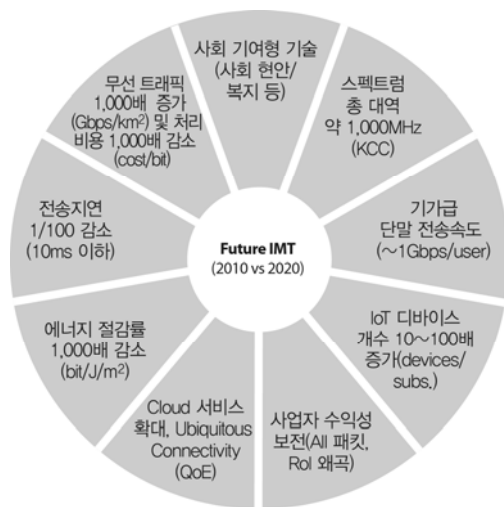 사회 기여형 기술
(사회 현안/
복지 등)
스펙트럼
총 대역
약 1,000MHz
(KCC)
기가급
단말 전송속도
(~1Gbps/user)
IoT 디바이스
개수 10~100배
증가(devices/
subs.)
사업자 수익성
보전(All 패킷,
RoI 왜곡)
Cloud 서비스
확대, Ubiquitous
Connectivity
(QoE)
에너지 절감률
1,000배 감소
(bit/J/m²)
전송지연
1/100 감소
(10ms 이하)
무선 트래픽
1,000배 증가
(Gbps/km²) 및 처리
비용 1,000배 감소
(cost/bit)
Future IMT
(2010 vs 2020)